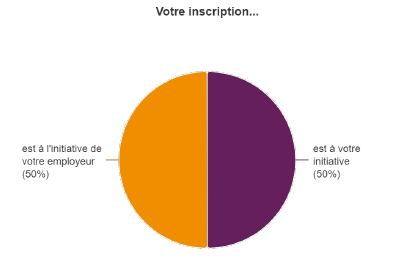 Votre inscription...
est à l'initiative de
votre employeur
(50%)
est à votre
initiative
(50%)